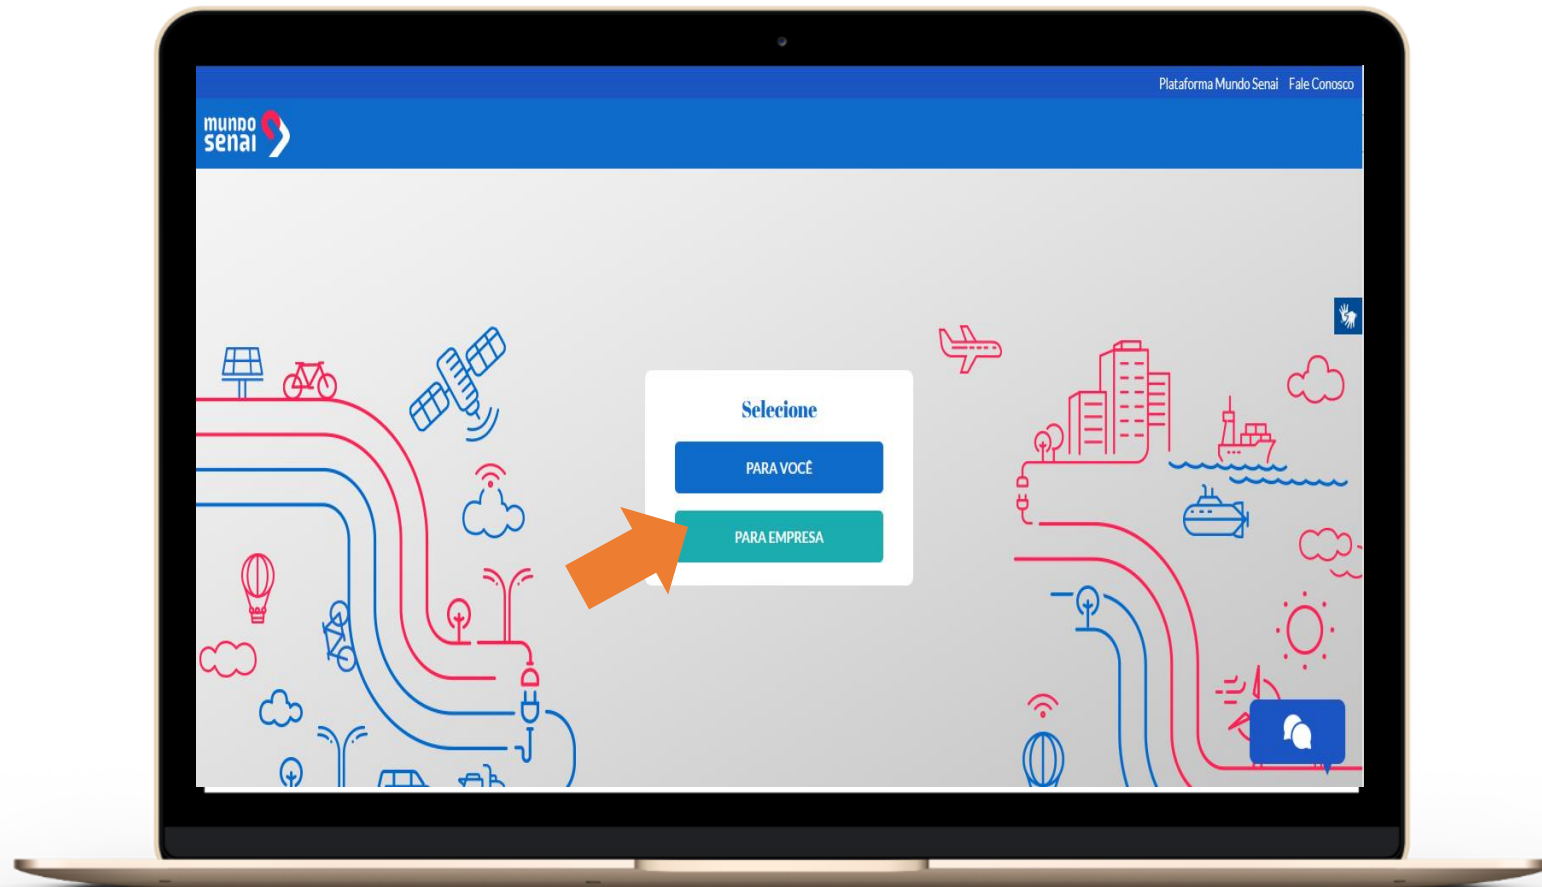 Plataforma Mundo Senai Fale Conosco
mundo
senai
Selecione
PARA VOCÊ
PARA EMPRESA